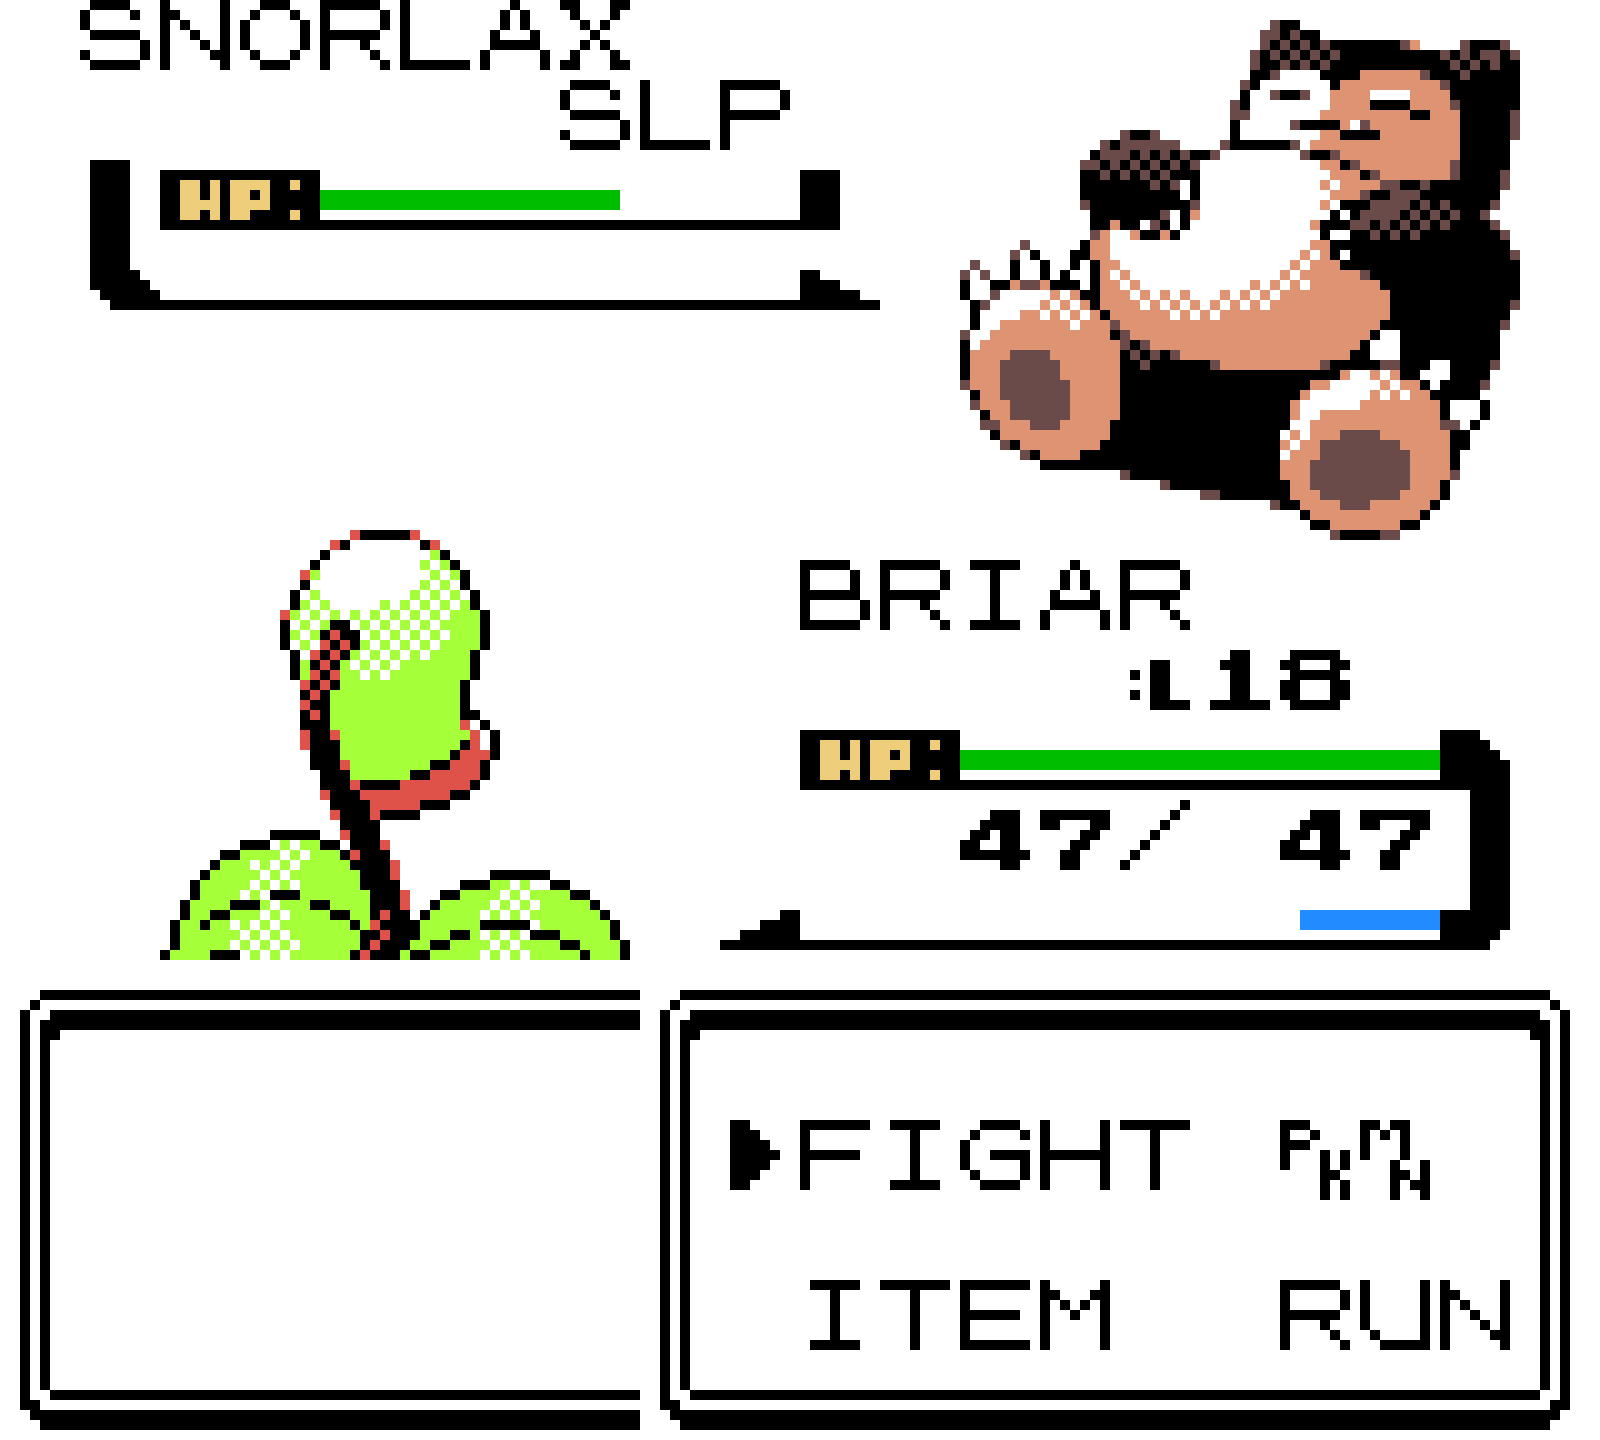 SNORLAX
SLP
HP:
BRIAR
:L18
HP:
47/ 47
FIGHT PKMN
ITEM RUN